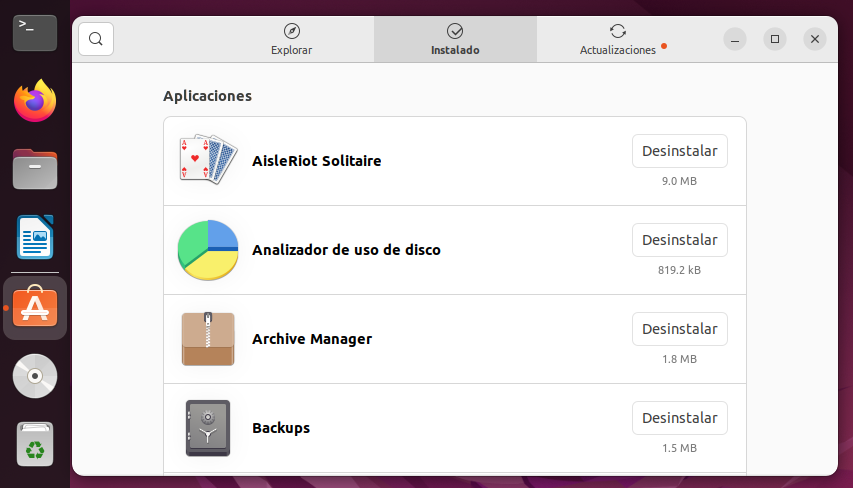 Explorar
Instalado
Actualizaciones
Aplicaciones
AisleRiot Solitaire
Desinstalar
9.0 MB
Analizador de uso de disco
Desinstalar
819.2 kB
Archive Manager
Desinstalar
1.8 MB
Backups
Desinstalar
1.5 MB